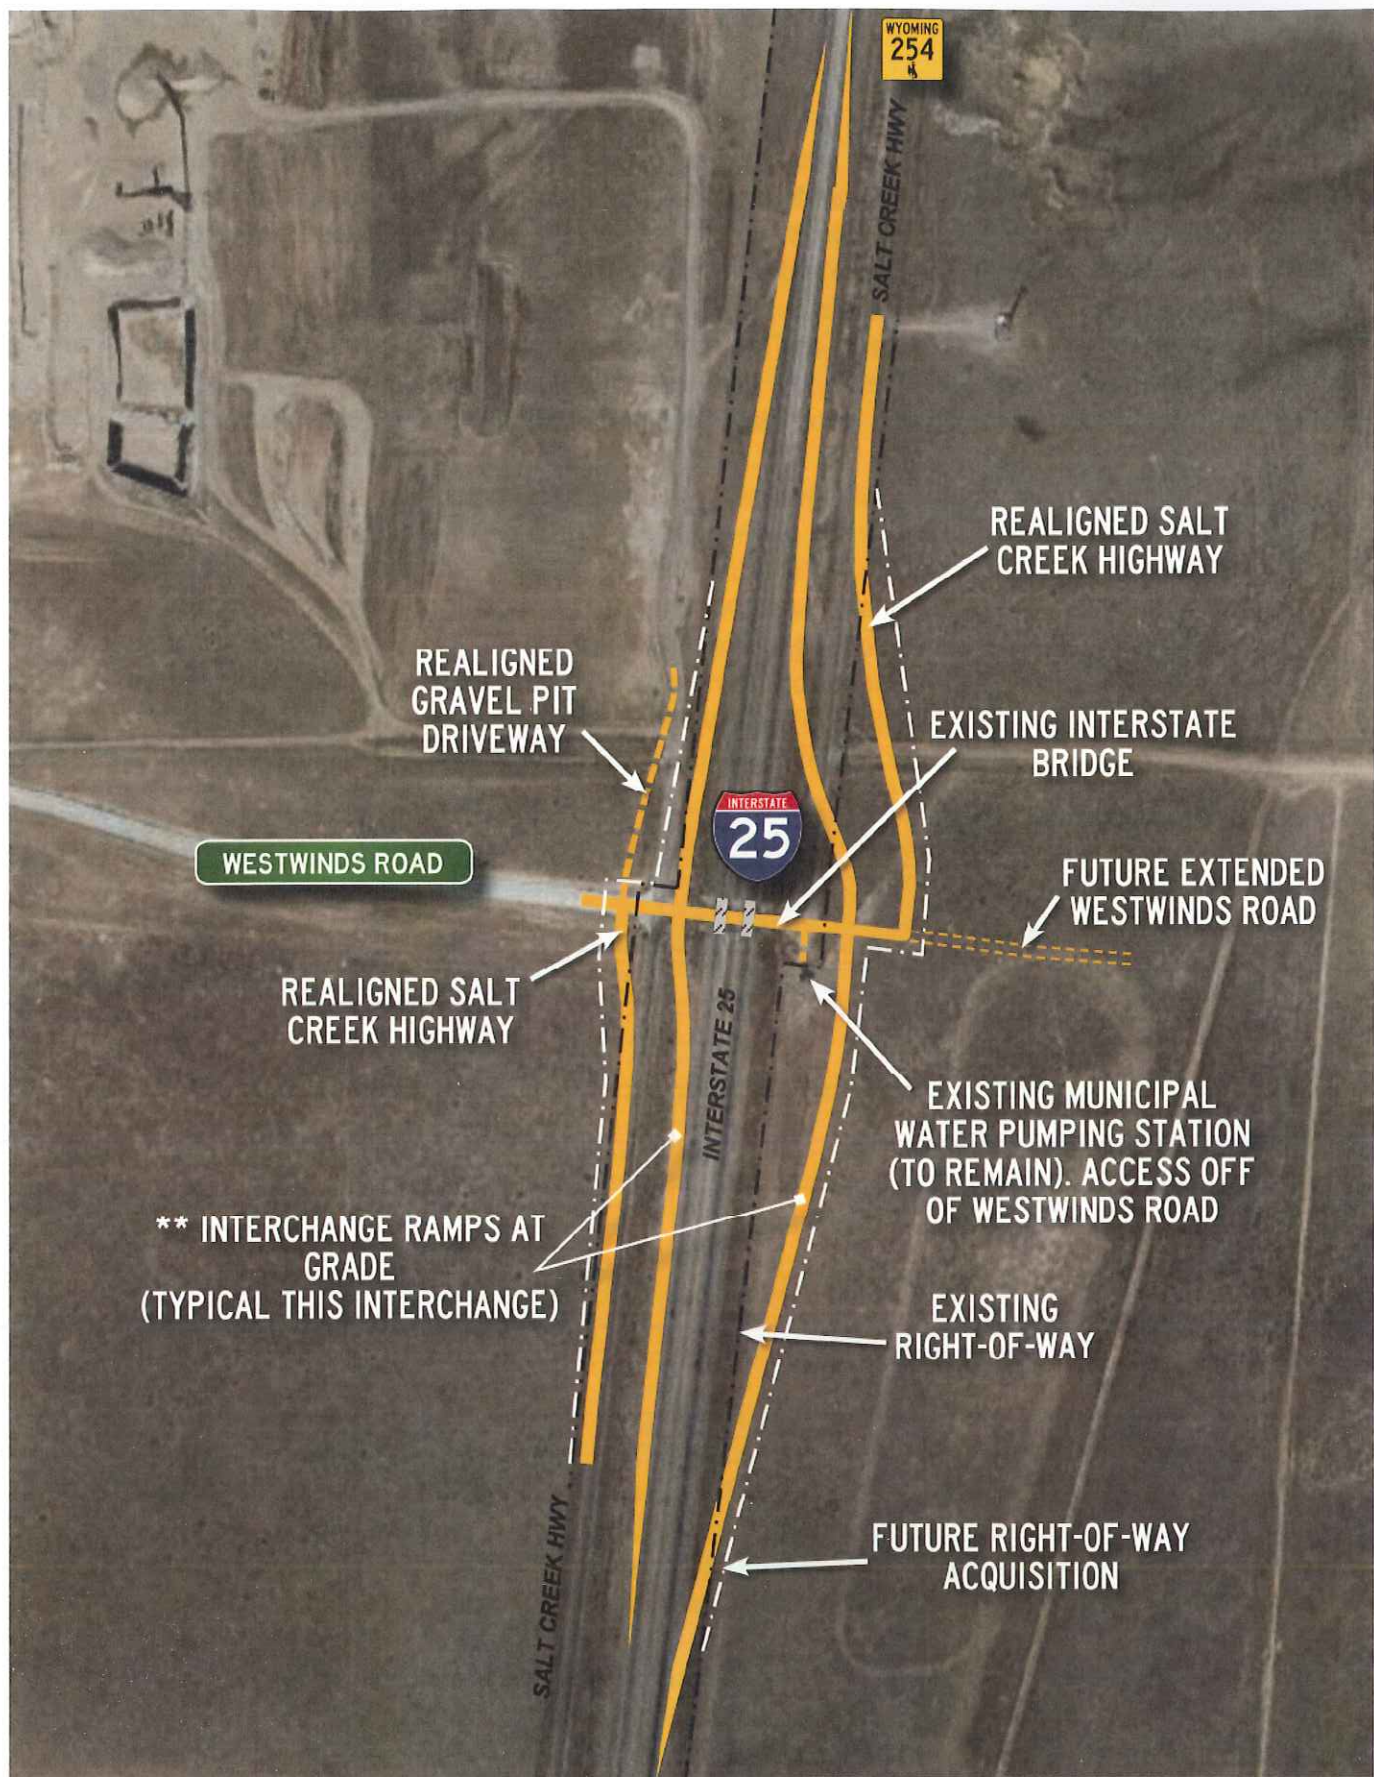 WYOMING
254
SALT CREEK HWY
REALIGNED SALT
CREEK HIGHWAY
REALIGNED
GRAVEL PIT
DRIVEWAY
EXISTING INTERSTATE
BRIDGE
INTERSTATE
25
WESTWINDS ROAD
FUTURE EXTENDED
WESTWINDS ROAD
REALIGNED SALT
CREEK HIGHWAY
INTERSTATE 25
EXISTING MUNICIPAL
WATER PUMPING STATION
(TO REMAIN). ACCESS OFF
OF WESTWINDS ROAD
** INTERCHANGE RAMPS AT
GRADE
(TYPICAL THIS INTERCHANGE)
EXISTING
RIGHT-OF-WAY
SALT CREEK HWY
FUTURE RIGHT-OF-WAY
ACQUISITION